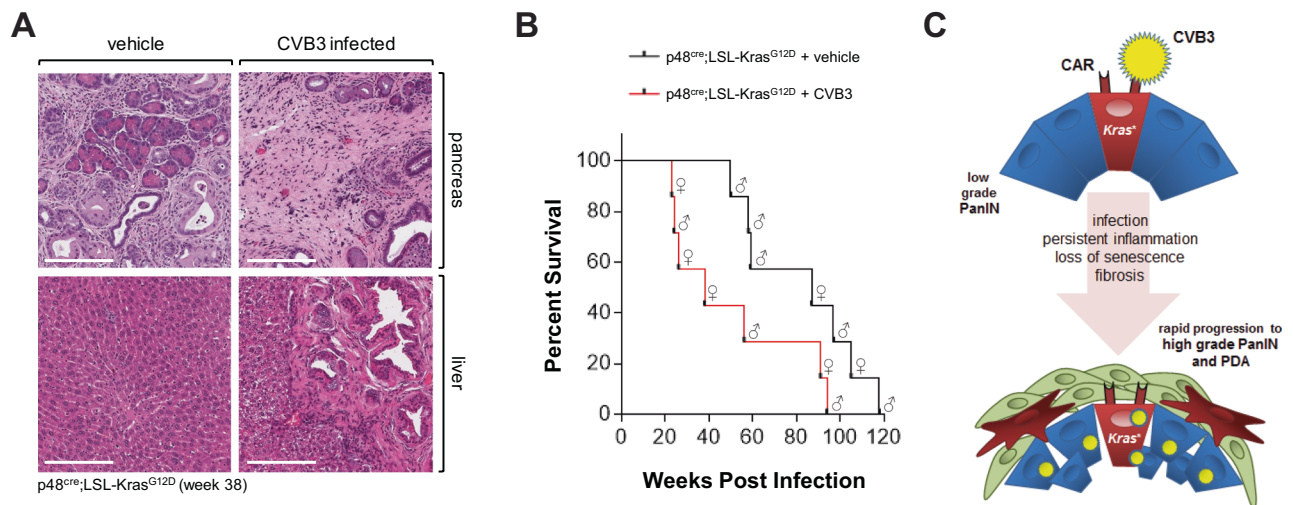 A
vehicle
CVB3 infected
pancreas
liver
p48cre;LSL-KrasG12D (week 38)
B
p48cre;LSL-KrasG12D + vehicle
p48cre;LSL-KrasG12D + CVB3
Percent Survival
100
80
60
40
20
0
♀
♂
♀
♀
♂
♀
♂
♂
♂
♀
♂
♀
♂
0 20 40 60 80 100 120
Weeks Post Infection
C
CVB3
CAR
Kras*
low
grade
PanIN
infection
persistent inflammation
loss of senescence
fibrosis
rapid progression to
high grade PanIN
and PDA
Kras*